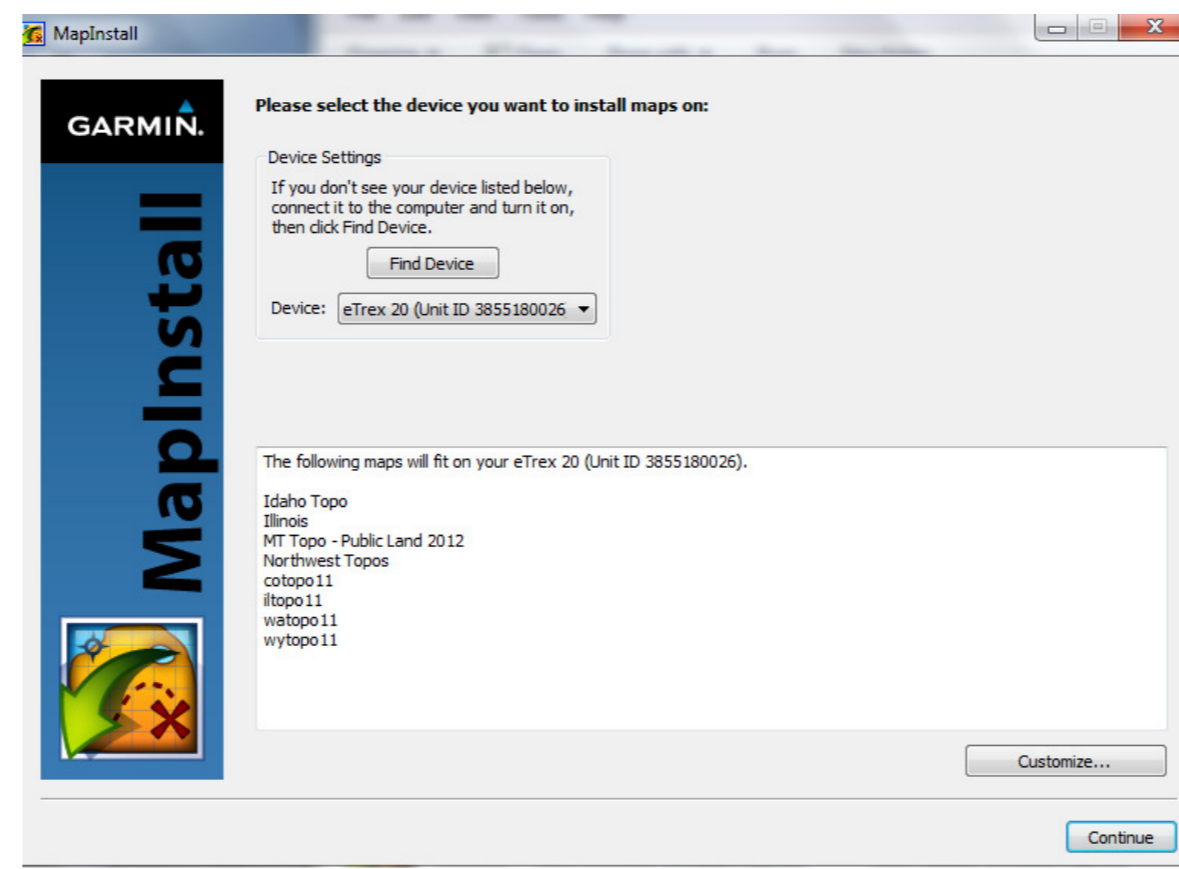 MapInstall
GARMIN.
MapInstall
Please select the device you want to install maps on:
Device Settings
If you don't see your device listed below,
connect it to the computer and turn it on,
then click Find Device.
Find Device
Device: eTrex 20 (Unit ID 3855180026
The following maps will fit on your eTrex 20 (Unit ID 3855180026).
Idaho Topo
Illinois
MT Topo - Public Land 2012
Northwest Topos
cotopo11
iltopo11
watopo11
wytopo11
Customize...
Continue